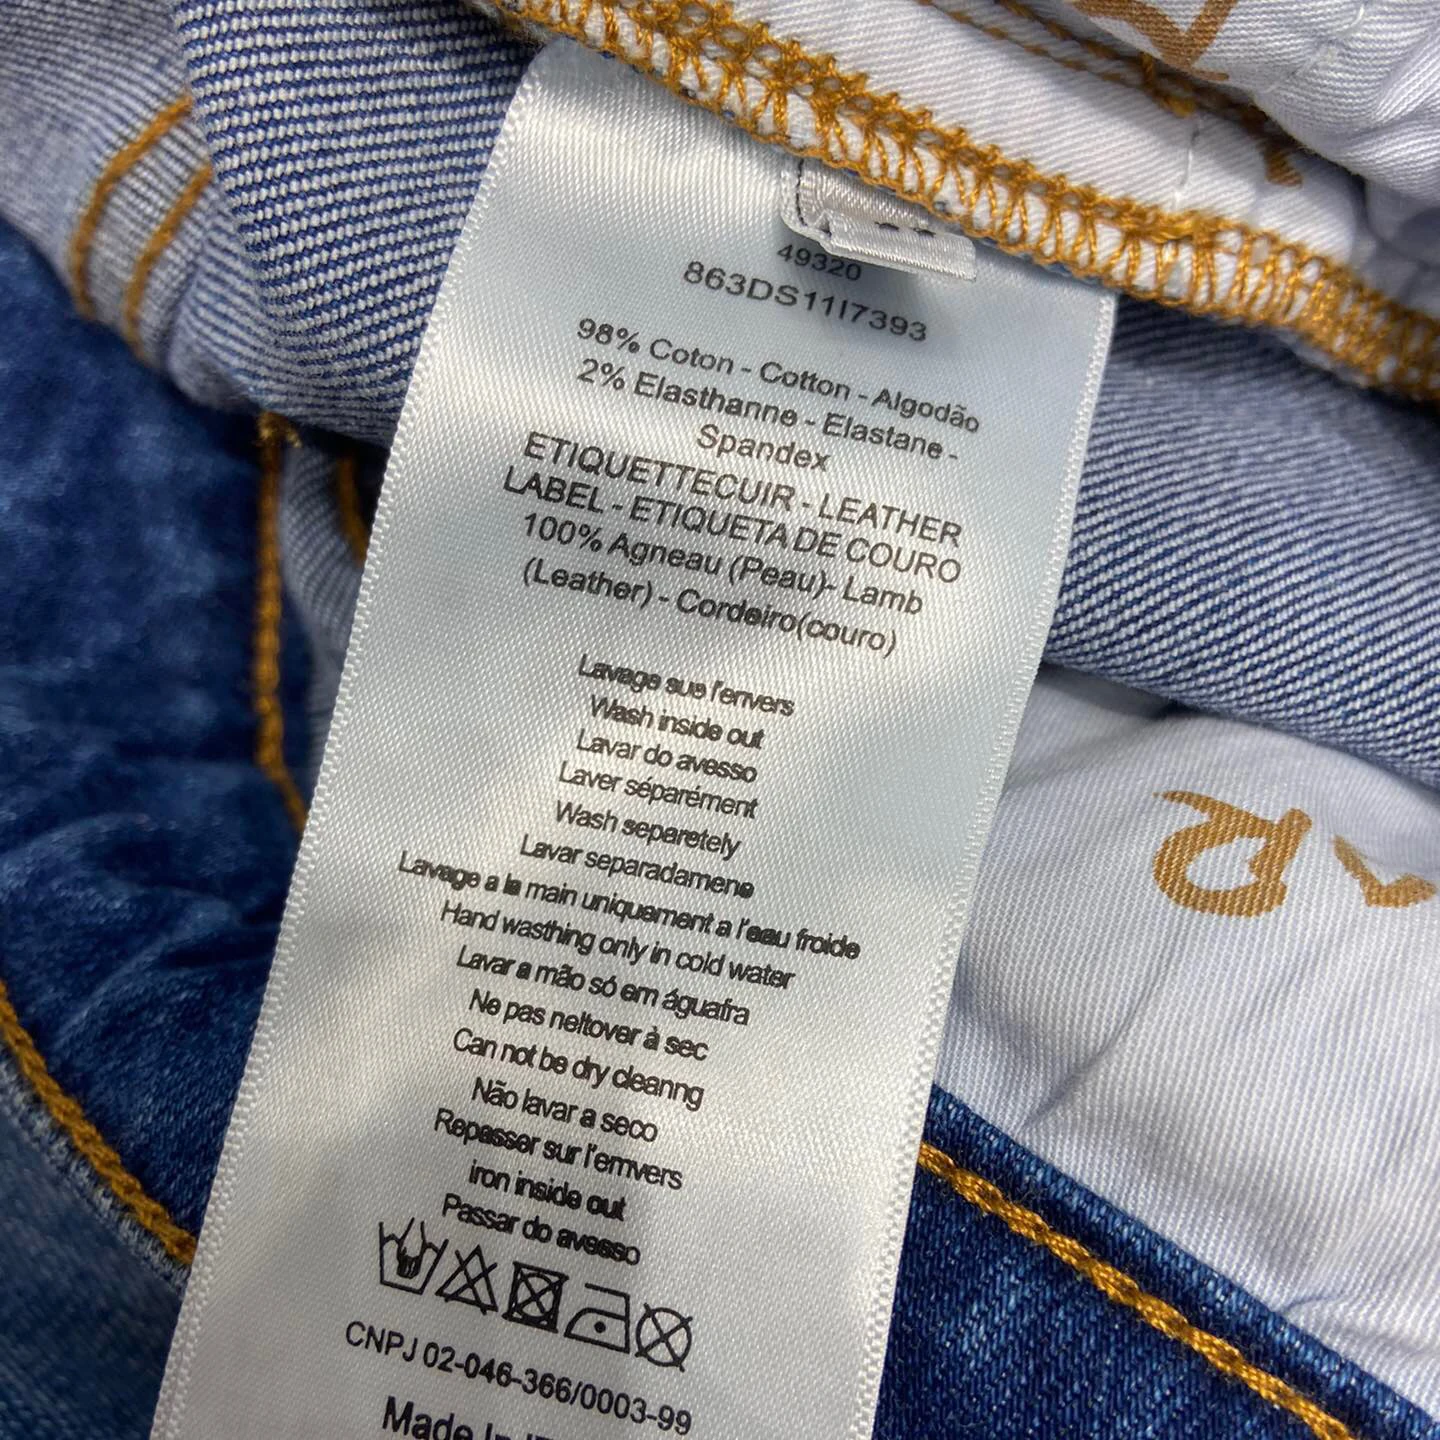 49320
863DS11I7393
98% Coton - Cotton - Algodão
2% Elasthanne - Elastane -
Spandex
ETIQUETTECUIR - LEATHER
LABEL - ETIQUETA DE COURO
100% Agneau (Peau)- Lamb
(Leather) - Cordeiro(couro)
Lavage sue l'envers
Wash inside out
Lavar do avesso
Laver séparément
Wash separetely
Lavar separadamene
Lavage a la main uniquement a l'eau froide
Hand wasthing only in cold water
Lavar a mão só em águafra
Ne pas neltover à sec
Can not be dry cleanng
Não lavar a seco
Repasser sur l'emvers
iron inside out
Passar do avesso
CNPJ 02-046-366/0003-99
Made In